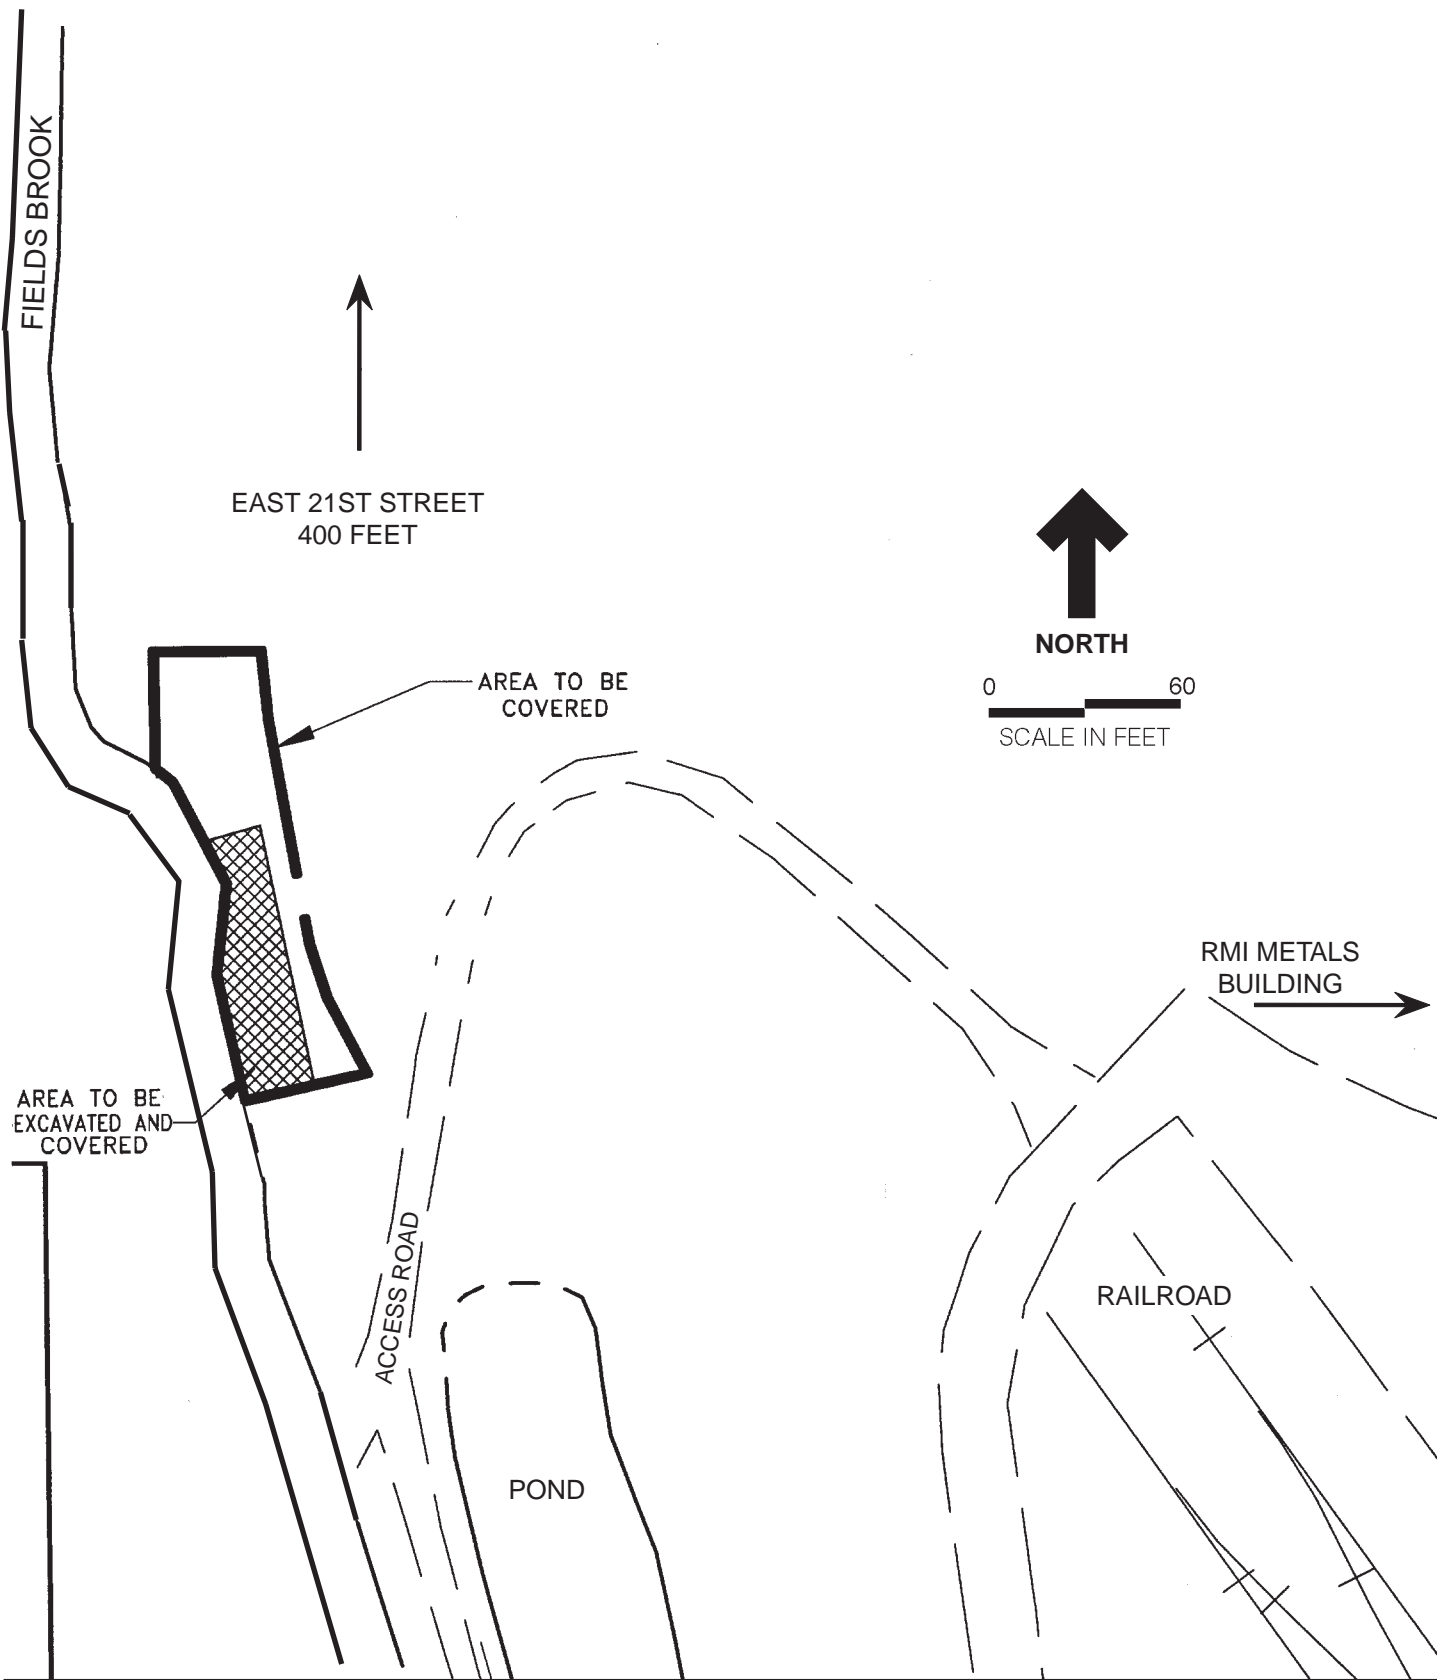 FIELDS BROOK
EAST 21ST STREET
400 FEET
NORTH
0 60
SCALE IN FEET
AREA TO BE
COVERED
RMI METALS
BUILDING
AREA TO BE
EXCAVATED AND
COVERED
ACCESS ROAD
RAILROAD
POND